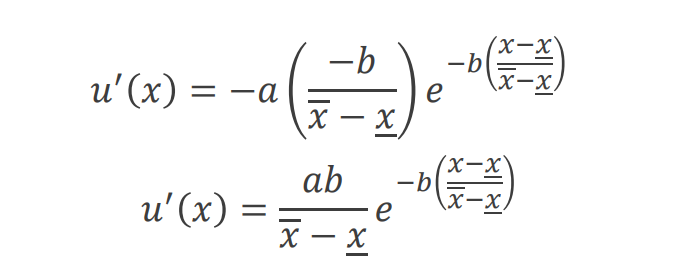 u′(x) = −a(−b / (x̅ − x̲)) e^(−b((x−x̲)/(x̅−x̲)))
u′(x) = ab / (x̅ − x̲) e^(−b((x−x̲)/(x̅−x̲)))